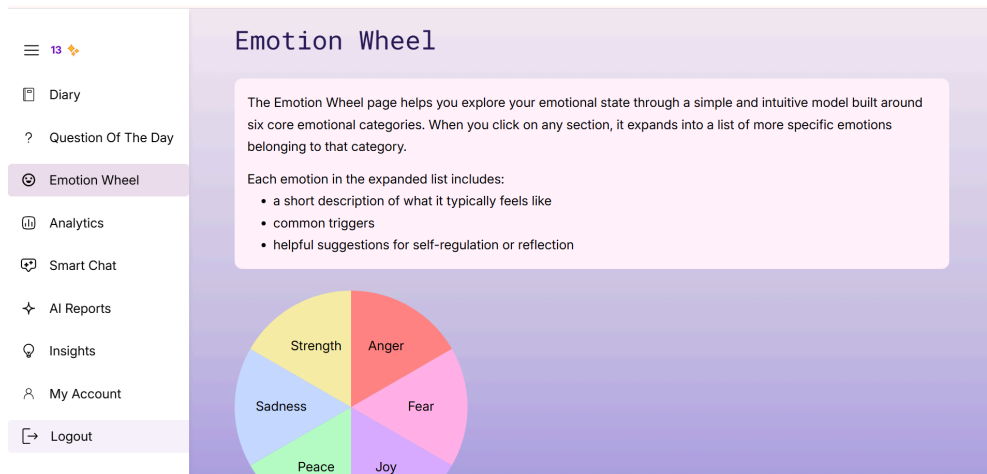 13
Diary
? Question Of The Day
Emotion Wheel
Analytics
Smart Chat
AI Reports
Insights
My Account
Logout
Emotion Wheel
The Emotion Wheel page helps you explore your emotional state through a simple and intuitive model built around
six core emotional categories. When you click on any section, it expands into a list of more specific emotions
belonging to that category.
Each emotion in the expanded list includes:
• a short description of what it typically feels like
• common triggers
• helpful suggestions for self-regulation or reflection
Strength
Anger
Sadness
Fear
Peace
Joy